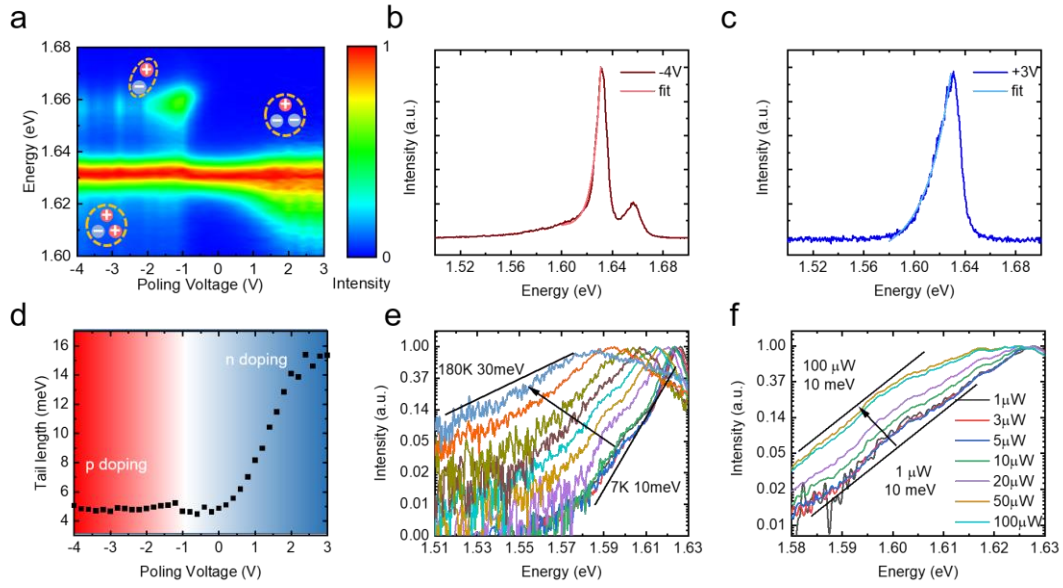 a
1.68
1.66
1.64
1.62
1.60
Energy (eV)
-4 -3 -2 -1 0 1 2 3
Poling Voltage (V)
1
0
Intensity
+
−
+
− −
+
− +
b
Intensity (a.u.)
-4V
fit
1.52 1.56 1.60 1.64 1.68
Energy (eV)
c
Intensity (a.u.)
+3V
fit
1.52 1.56 1.60 1.64 1.68
Energy (eV)
d
16
14
12
10
8
6
4
Tail length (meV)
n doping
p doping
-4 -3 -2 -1 0 1 2 3
Poling Voltage (V)
e
1.00
0.37
0.14
0.05
0.02
0.01
0.00
Intensity (a.u.)
180K 30meV
7K 10meV
1.51 1.53 1.55 1.57 1.59 1.61 1.63
Energy (eV)
f
1.00
0.37
0.14
0.05
0.02
0.01
Intensity (a.u.)
100 μW
10 meV
1 μW
10 meV
1μW
3μW
5μW
10μW
20μW
50μW
100μW
1.58 1.59 1.60 1.61 1.62 1.63
Energy (eV)